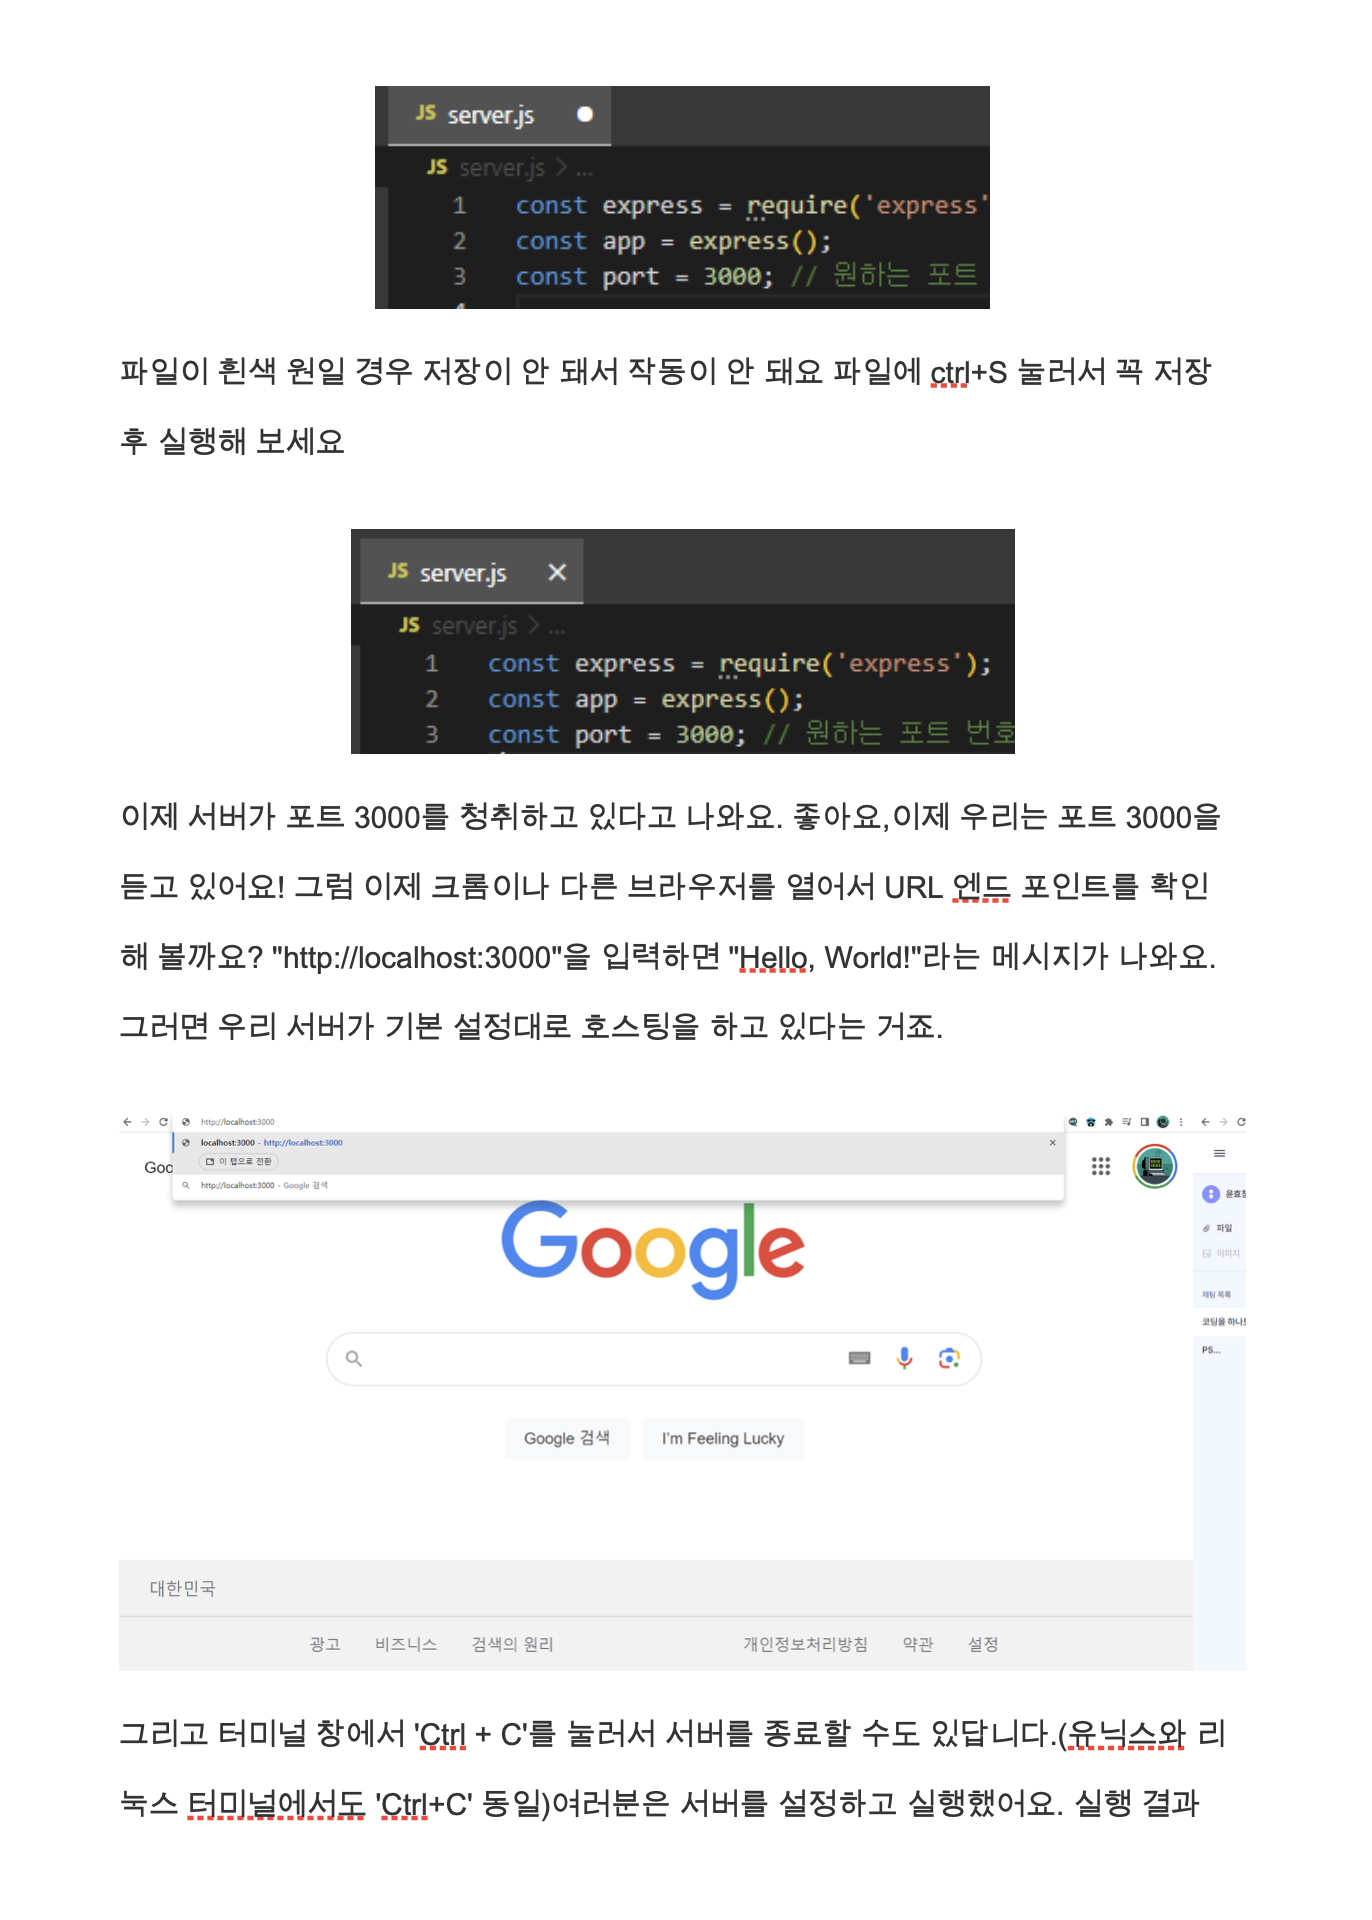 JS server.js
JS server.js > ...
1 const express = require('express'
2 const app = express();
3 const port = 3000; // 원하는 포트
파일이 흰색 원일 경우 저장이 안 돼서 작동이 안 돼요 파일에 ctrl+S 눌러서 꼭 저장
후 실행해 보세요
JS server.js ×
JS server.js > ...
1 const express = require('express');
2 const app = express();
3 const port = 3000; // 원하는 포트 번호
이제 서버가 포트 3000를 청취하고 있다고 나와요. 좋아요,이제 우리는 포트 3000을
듣고 있어요! 그럼 이제 크롬이나 다른 브라우저를 열어서 URL 엔드 포인트를 확인
해 볼까요? "http://localhost:3000"을 입력하면 "Hello, World!"라는 메시지가 나와요.
그러면 우리 서버가 기본 설정대로 호스팅을 하고 있다는 거죠.
http://localhost:3000
localhost:3000 - http://localhost:3000
이 탭으로 전환
Goo
http://localhost:3000 - Google 검색
Google
Google 검색 I'm Feeling Lucky
대한민국
광고 비즈니스 검색의 원리 개인정보처리방침 약관 설정
윤효
파일
이미지
채팅 목록
코딩을 하나
PS...
그리고 터미널 창에서 'Ctrl + C'를 눌러서 서버를 종료할 수도 있답니다.(유닉스와 리
눅스 터미널에서도 'Ctrl+C' 동일)여러분은 서버를 설정하고 실행했어요. 실행 결과